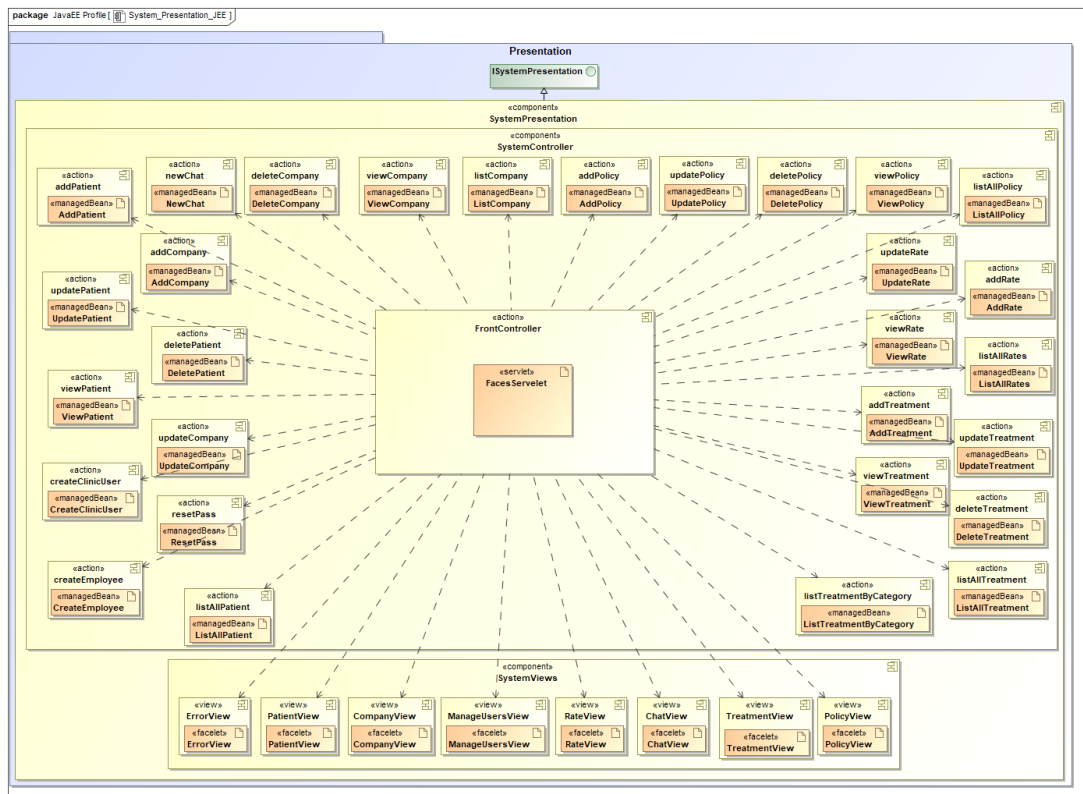 package JavaEE Profile[ System_Presentation_JEE ]
Presentation
ISystemPresentation
«component»
SystemPresentation
«component»
SystemController
«action»
addPatient
«managedBean»
AddPatient
«action»
newChat
«managedBean»
NewChat
«action»
deleteCompany
«managedBean»
DeleteCompany
«action»
viewCompany
«managedBean»
ViewCompany
«action»
listCompany
«managedBean»
ListCompany
«action»
addPolicy
«managedBean»
AddPolicy
«action»
updatePolicy
«managedBean»
UpdatePolicy
«action»
deletePolicy
«managedBean»
DeletePolicy
«action»
viewPolicy
«managedBean»
ViewPolicy
«action»
listAllPolicy
«managedBean»
ListAllPolicy
«action»
addCompany
«managedBean»
AddCompany
«action»
updateRate
«managedBean»
UpdateRate
«action»
addRate
«managedBean»
AddRate
«action»
updatePatient
«managedBean»
UpdatePatient
«action»
FrontController
«servlet»
FacesServelet
«action»
viewRate
«managedBean»
ViewRate
«action»
deletePatient
«managedBean»
DeletePatient
«action»
listAllRates
«managedBean»
ListAllRates
«action»
viewPatient
«managedBean»
ViewPatient
«action»
addTreatment
«managedBean»
AddTreatment
«action»
updateCompany
«managedBean»
UpdateCompany
«action»
updateTreatment
«managedBean»
UpdateTreatment
«action»
createClinicUser
«managedBean»
CreateClinicUser
«action»
viewTreatment
«managedBean»
ViewTreatment
«action»
resetPass
«managedBean»
ResetPass
«action»
deleteTreatment
«managedBean»
DeleteTreatment
«action»
createEmployee
«managedBean»
CreateEmployee
«action»
listAllPatient
«managedBean»
ListAllPatient
«action»
listTreatmentByCategory
«managedBean»
ListTreatmentByCategory
«action»
listAllTreatment
«managedBean»
ListAllTreatment
«component»
SystemViews
«view»
ErrorView
«facelet»
ErrorView
«view»
PatientView
«facelet»
PatientView
«view»
CompanyView
«facelet»
CompanyView
«view»
ManageUsersView
«facelet»
ManageUsersView
«view»
RateView
«facelet»
RateView
«view»
ChatView
«facelet»
ChatView
«view»
TreatmentView
«facelet»
TreatmentView
«view»
PolicyView
«facelet»
PolicyView